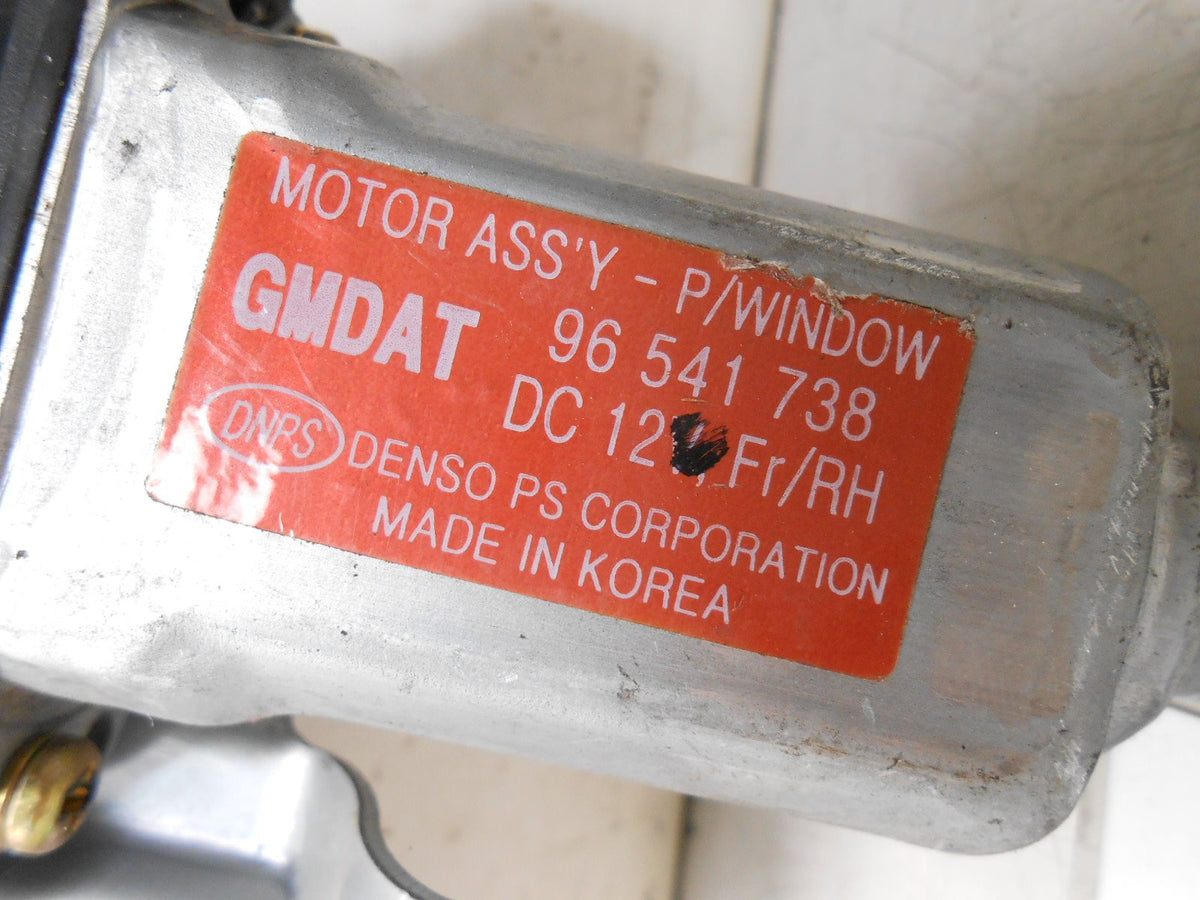 MOTOR ASS'Y - P/WINDOW
GMDAT 96 541 738
DC 12 , Fr/RH
DNPS DENSO PS CORPORATION
MADE IN KOREA